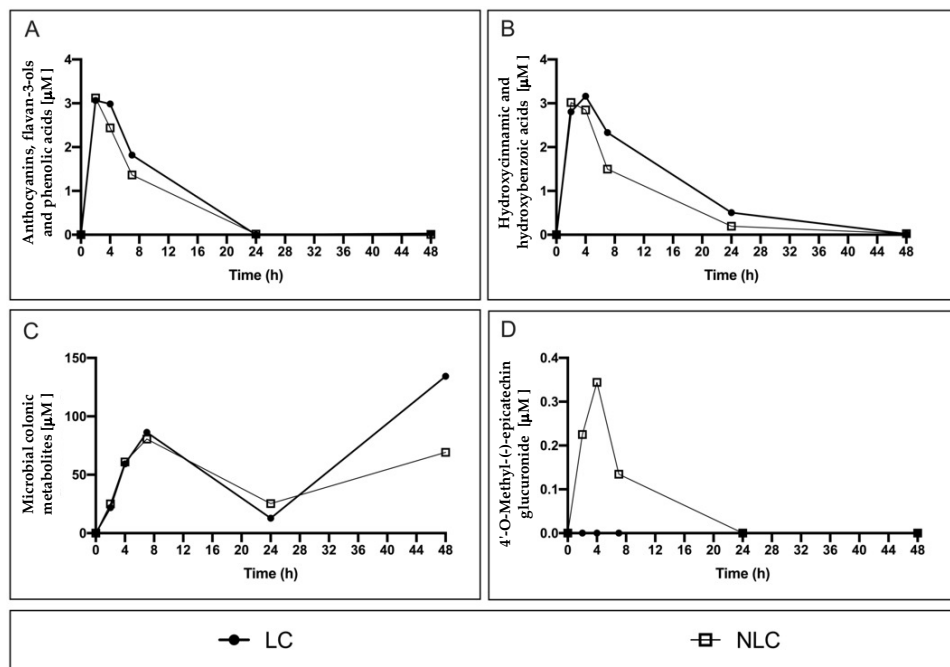 A
Anthocyanins, flavan-3-ols
and phenolic acids [µM ]
4
3
2
1
0
0 4 8 12 16 20 24 28 32 36 40 44 48
Time (h)
B
Hydroxycinnamic and
hydroxybenzoic acids [µM ]
4
3
2
1
0
0 4 8 12 16 20 24 28 32 36 40 44 48
Time (h)
C
Microbial colonic
metabolites [µM ]
150
100
50
0
0 4 8 12 16 20 24 28 32 36 40 44 48
Time (h)
D
4'-O-Methyl-(-)-epicatechin
glucuronide [µM ]
0.4
0.3
0.2
0.1
0.0
0 4 8 12 16 20 24 28 32 36 40 44 48
Time (h)
LC
NLC